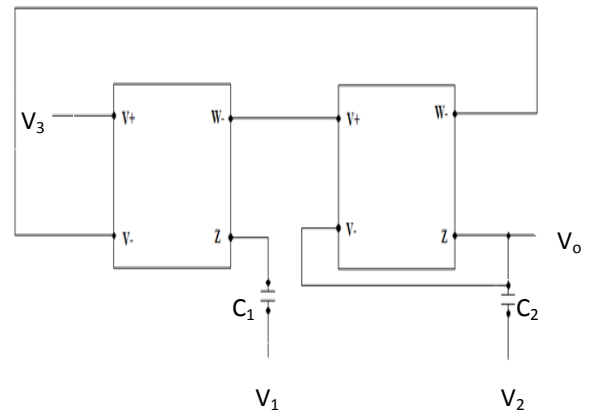 V+ W- V+ W-
V₃
V- Z V- Z
Vₒ
C₁ C₂
V₁ V₂